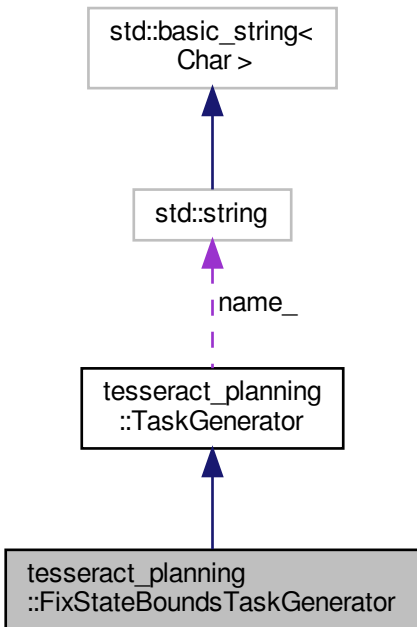 std::basic_string<
Char >
std::string
name_
tesseract_planning
::TaskGenerator
tesseract_planning
::FixStateBoundsTaskGenerator